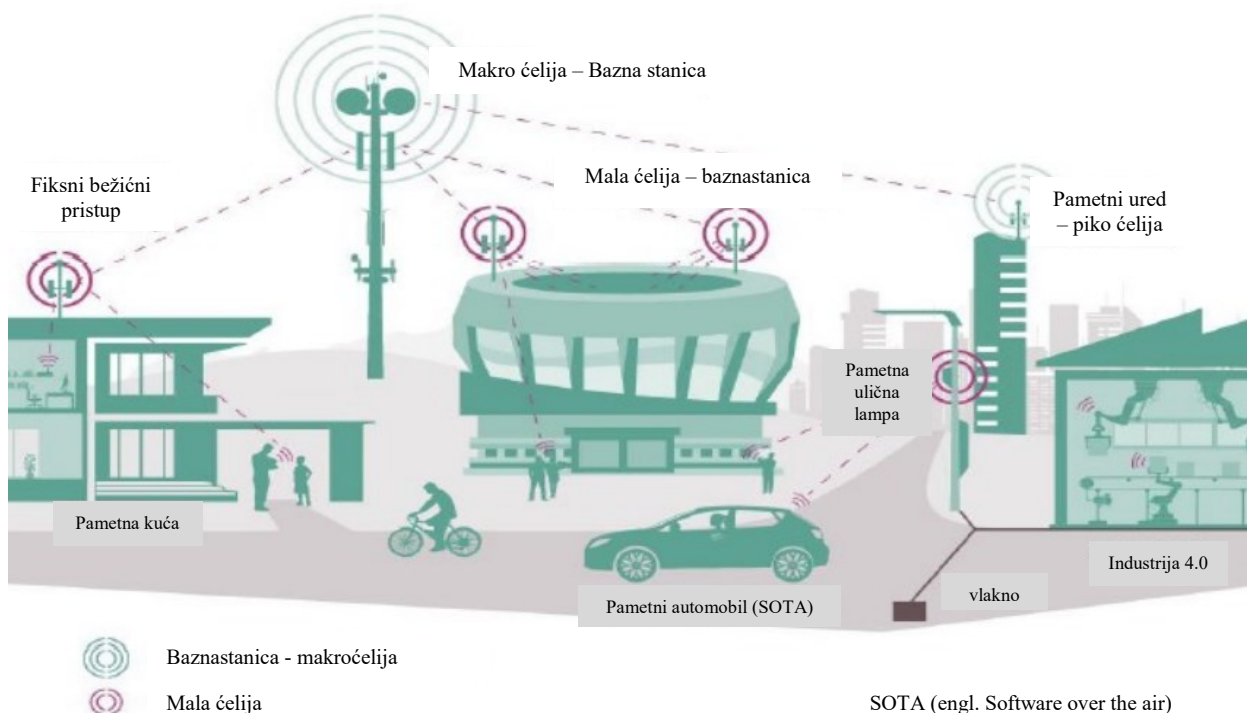 Makro ćelija – Bazna stanica
Fiksni bežićni
pristup
Mala ćelija – baznastanica
Pametni ured
– piko ćelija
Pametna
ulična
lampa
Pametna kuća
Pametni automobil (SOTA)
vlakno
Industrija 4.0
Baznastanica - makroćelija
Mala ćelija
SOTA (engl. Software over the air)